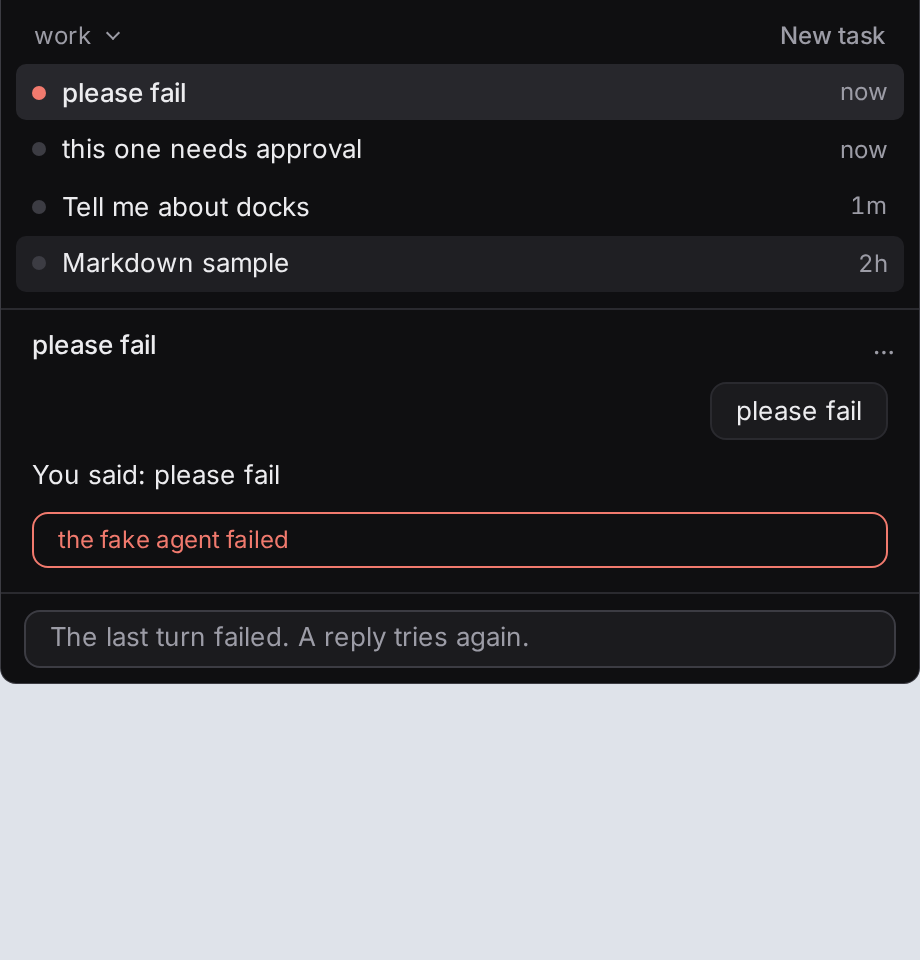 work
New task
please fail
now
this one needs approval
now
Tell me about docks
1m
Markdown sample
2h
please fail
...
please fail
You said: please fail
the fake agent failed
The last turn failed. A reply tries again.